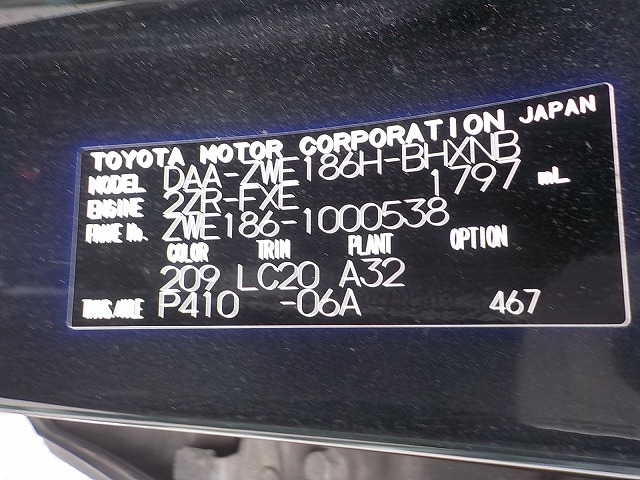 TOYOTA MOTOR CORPORATION JAPAN
MODEL DAA-ZWE186H-BHXNB
ENGINE 2ZR-FXE 1797 mL
FRAME No. ZWE186-1000538
COLOR TRIM PLANT OPTION
209 LC20 A32
TRANS/AXLE P410 -06A 467